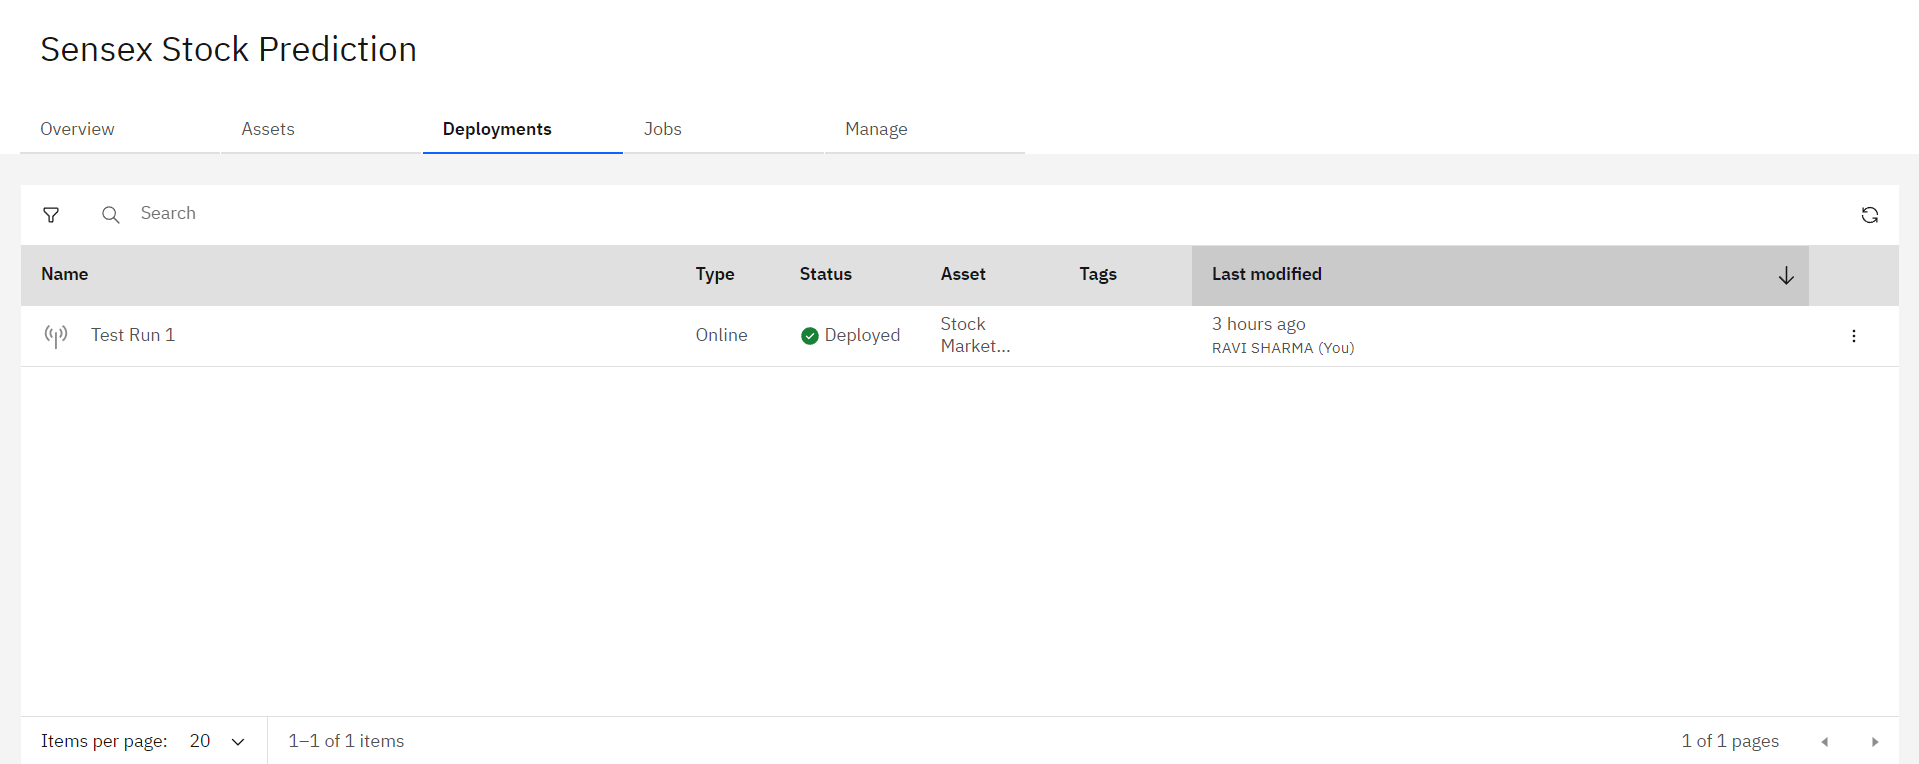 Sensex Stock Prediction
Overview Assets Deployments Jobs Manage
Search
Name Type Status Asset Tags Last modified
Test Run 1 Online Deployed Stock Market... 3 hours ago
RAVI SHARMA (You)
Items per page: 20 1–1 of 1 items 1 of 1 pages